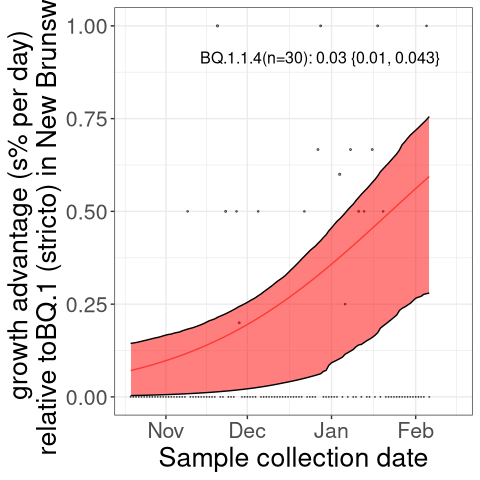 growth advantage (s% per day)
relative toBQ.1 (stricto) in New Brunsw
1.00
0.75
0.50
0.25
0.00
BQ.1.1.4(n=30): 0.03 {0.01, 0.043}
Nov Dec Jan Feb
Sample collection date